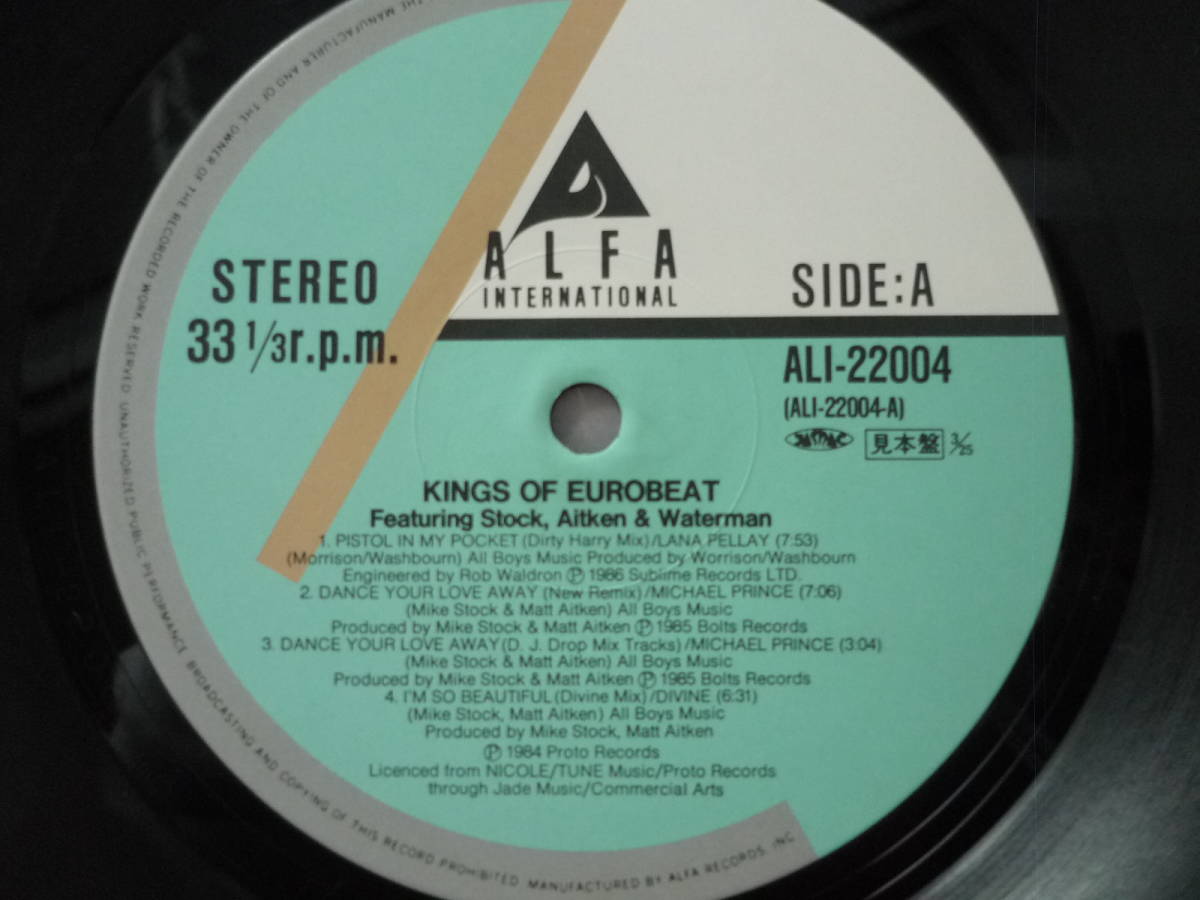 STEREO
33 1/3r.p.m.
ALFA
INTERNATIONAL
SIDE:A
ALI-22004
(ALI-22004-A)
JASRAC 見本盤 3/25
KINGS OF EUROBEAT
Featuring Stock, Aitken & Waterman
1. PISTOL IN MY POCKET (Dirty Harry Mix)/LANA PELLAY (7:53)
(Morrison/Washbourn) All Boys Music Produced by Worrison/Washbourn
Engineered by Rob Waldron Ⓟ 1986 Sublime Records LTD.
2. DANCE YOUR LOVE AWAY (New Remix)/MICHAEL PRINCE (7:06)
(Mike Stock & Matt Aitken) All Boys Music
Produced by Mike Stock & Matt Aitken Ⓟ 1985 Bolts Records
3. DANCE YOUR LOVE AWAY (D. J. Drop Mix Tracks)/MICHAEL PRINCE (3:04)
(Mike Stock & Matt Aitken) All Boys Music
Produced by Mike Stock & Matt Aitken Ⓟ 1985 Bolts Records
4. I'M SO BEAUTIFUL (Divine Mix)/DIVINE (6:31)
(Mike Stock, Matt Aitken) All Boys Music
Produced by Mike Stock, Matt Aitken
Ⓟ 1984 Proto Records
Licenced from NICOLE/TUNE Music/Proto Records
through Jade Music/Commercial Arts
THE MANUFACTURER AND OF THE OWNER OF THE RECORDED WORK RESERVED. UNAUTHORIZED PUBLIC PERFORMANCE BROADCASTING AND COPYING OF THIS RECORD PROHIBITED. MANUFACTURED BY ALFA RECORDS, INC.